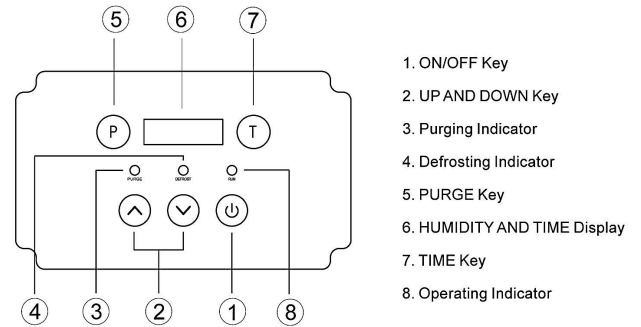 5 6 7
P T
PURGE DEFROST RUN
4 3 2 1 8
1. ON/OFF Key
2. UP AND DOWN Key
3. Purging Indicator
4. Defrosting Indicator
5. PURGE Key
6. HUMIDITY AND TIME Display
7. TIME Key
8. Operating Indicator